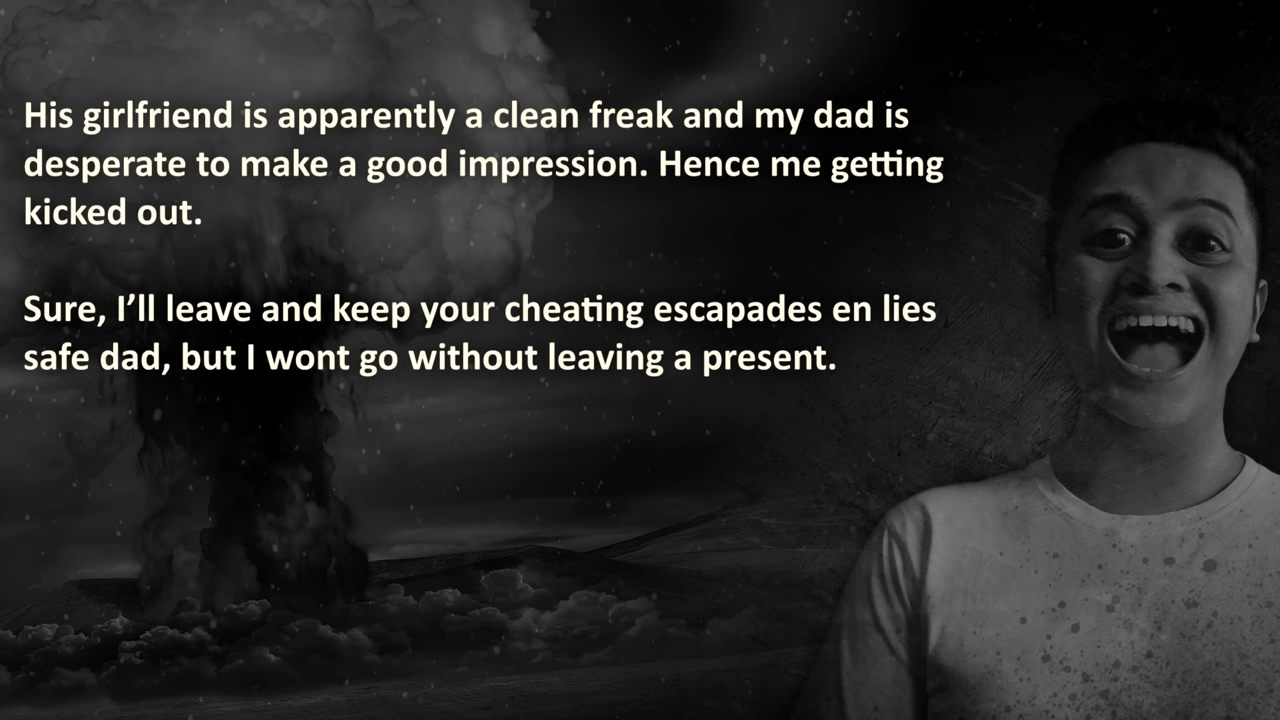 His girlfriend is apparently a clean freak and my dad is
desperate to make a good impression. Hence me getting
kicked out.
Sure, I’ll leave and keep your cheating escapades en lies
safe dad, but I wont go without leaving a present.